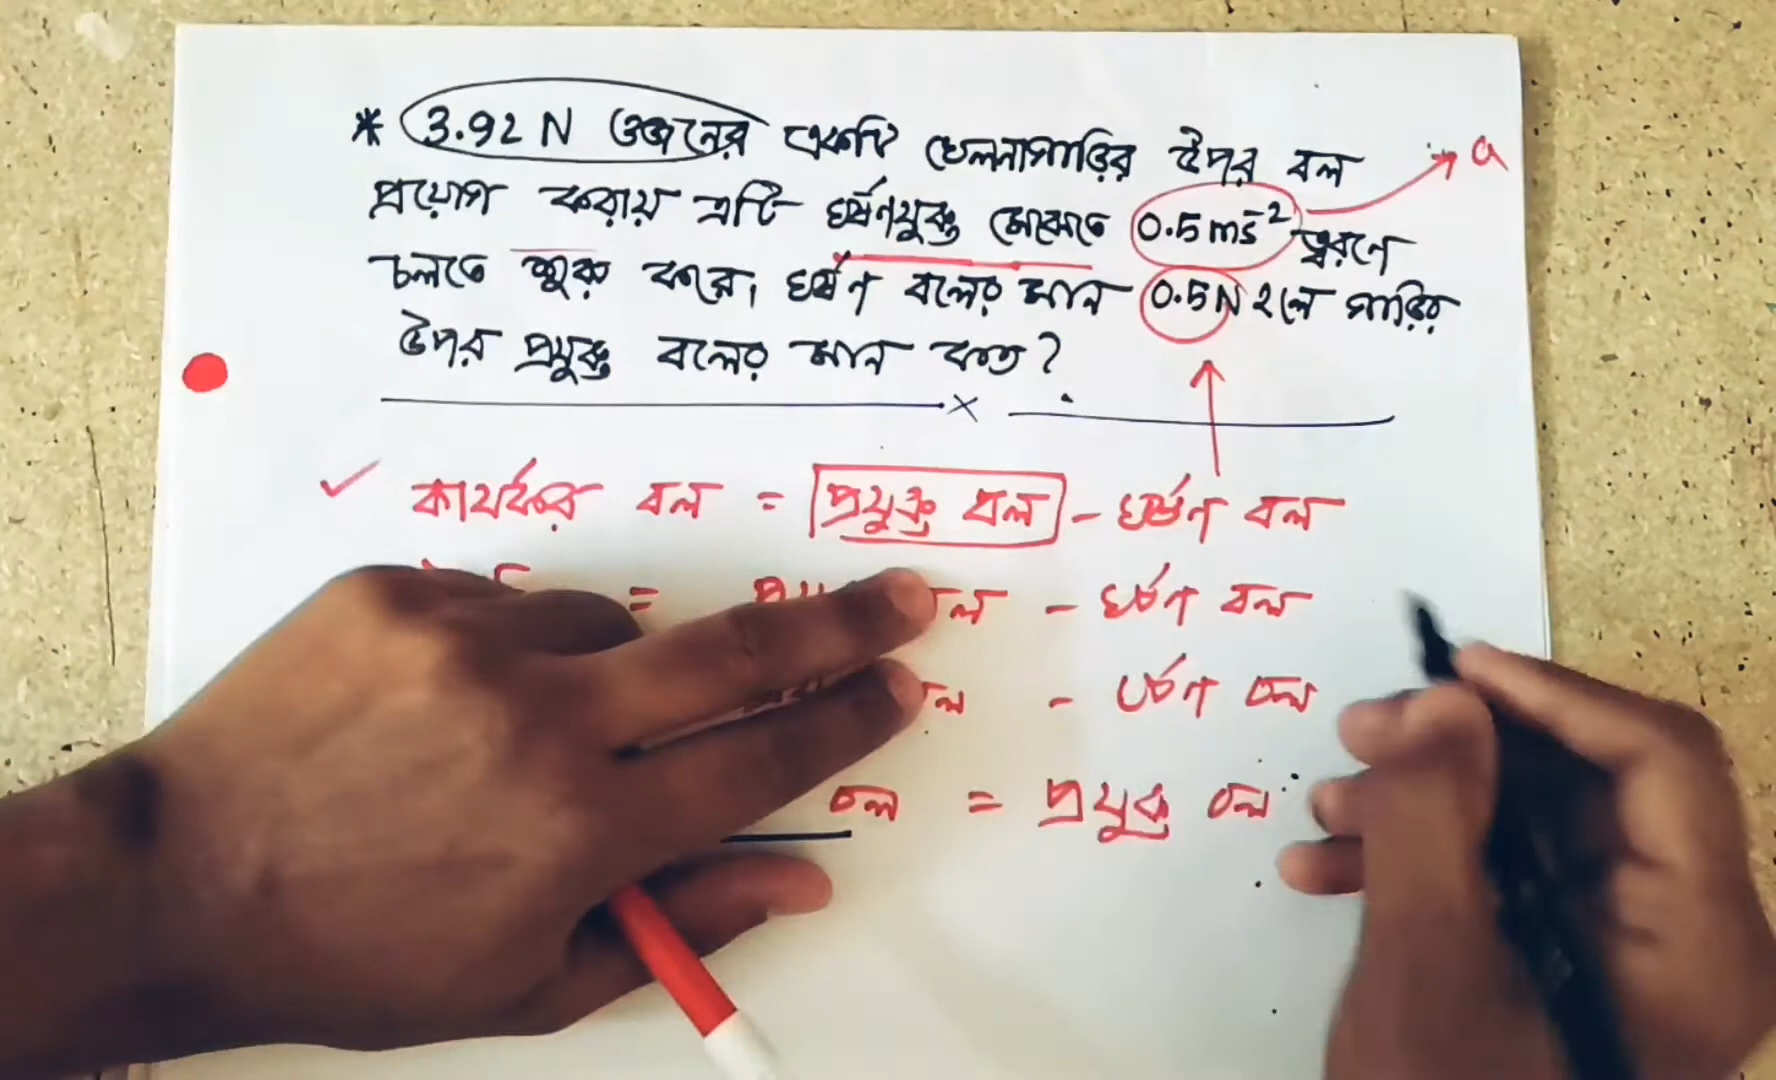 * 3.92 N ওজনের একটি খেলনাগাড়ির উপর বল
a
প্রয়োগ করায় এটি ঘর্ষণযুক্ত মেঝেতে 0.5 ms⁻² ত্বরণে
চলতে শুরু করে। ঘর্ষণ বলের মান 0.5N হলে গাড়ির
উপর প্রযুক্ত বলের মান কত?
×
✓ কার্যকর বল = প্রযুক্ত বল - ঘর্ষণ বল
= বল - ঘর্ষণ বল
- ঘর্ষণ বল
বল = প্রযুক্ত বল